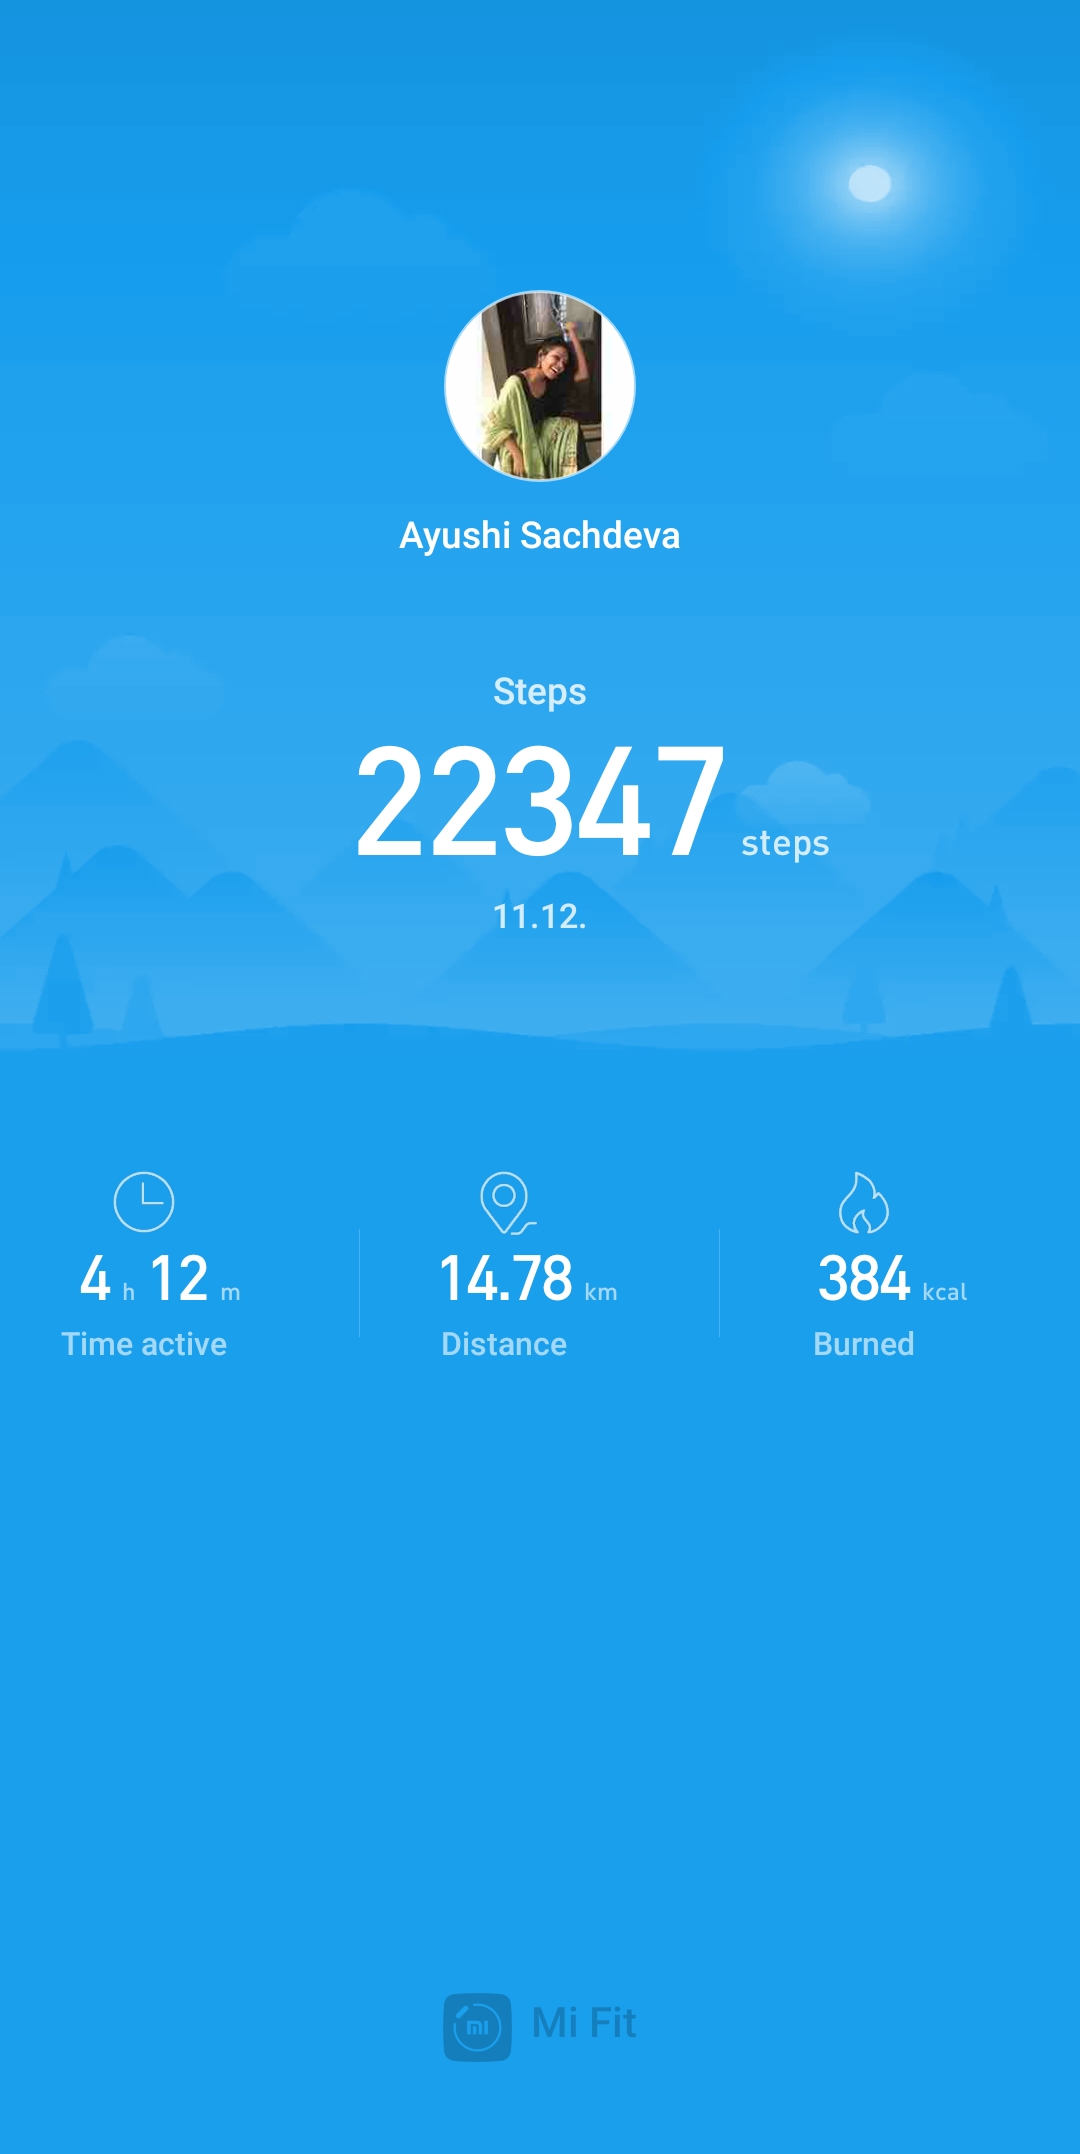 Ayushi Sachdeva
Steps
22347 steps
11.12.
4 h 12 m
Time active
14.78 km
Distance
384 kcal
Burned
mi
Mi Fit